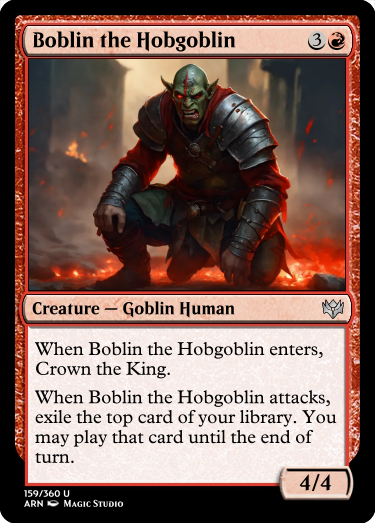 Boblin the Hobgoblin 3
Creature — Goblin Human
When Boblin the Hobgoblin enters,
Crown the King.
When Boblin the Hobgoblin attacks,
exile the top card of your library. You
may play that card until the end of
turn.
4/4
159/360 U
ARN Magic Studio